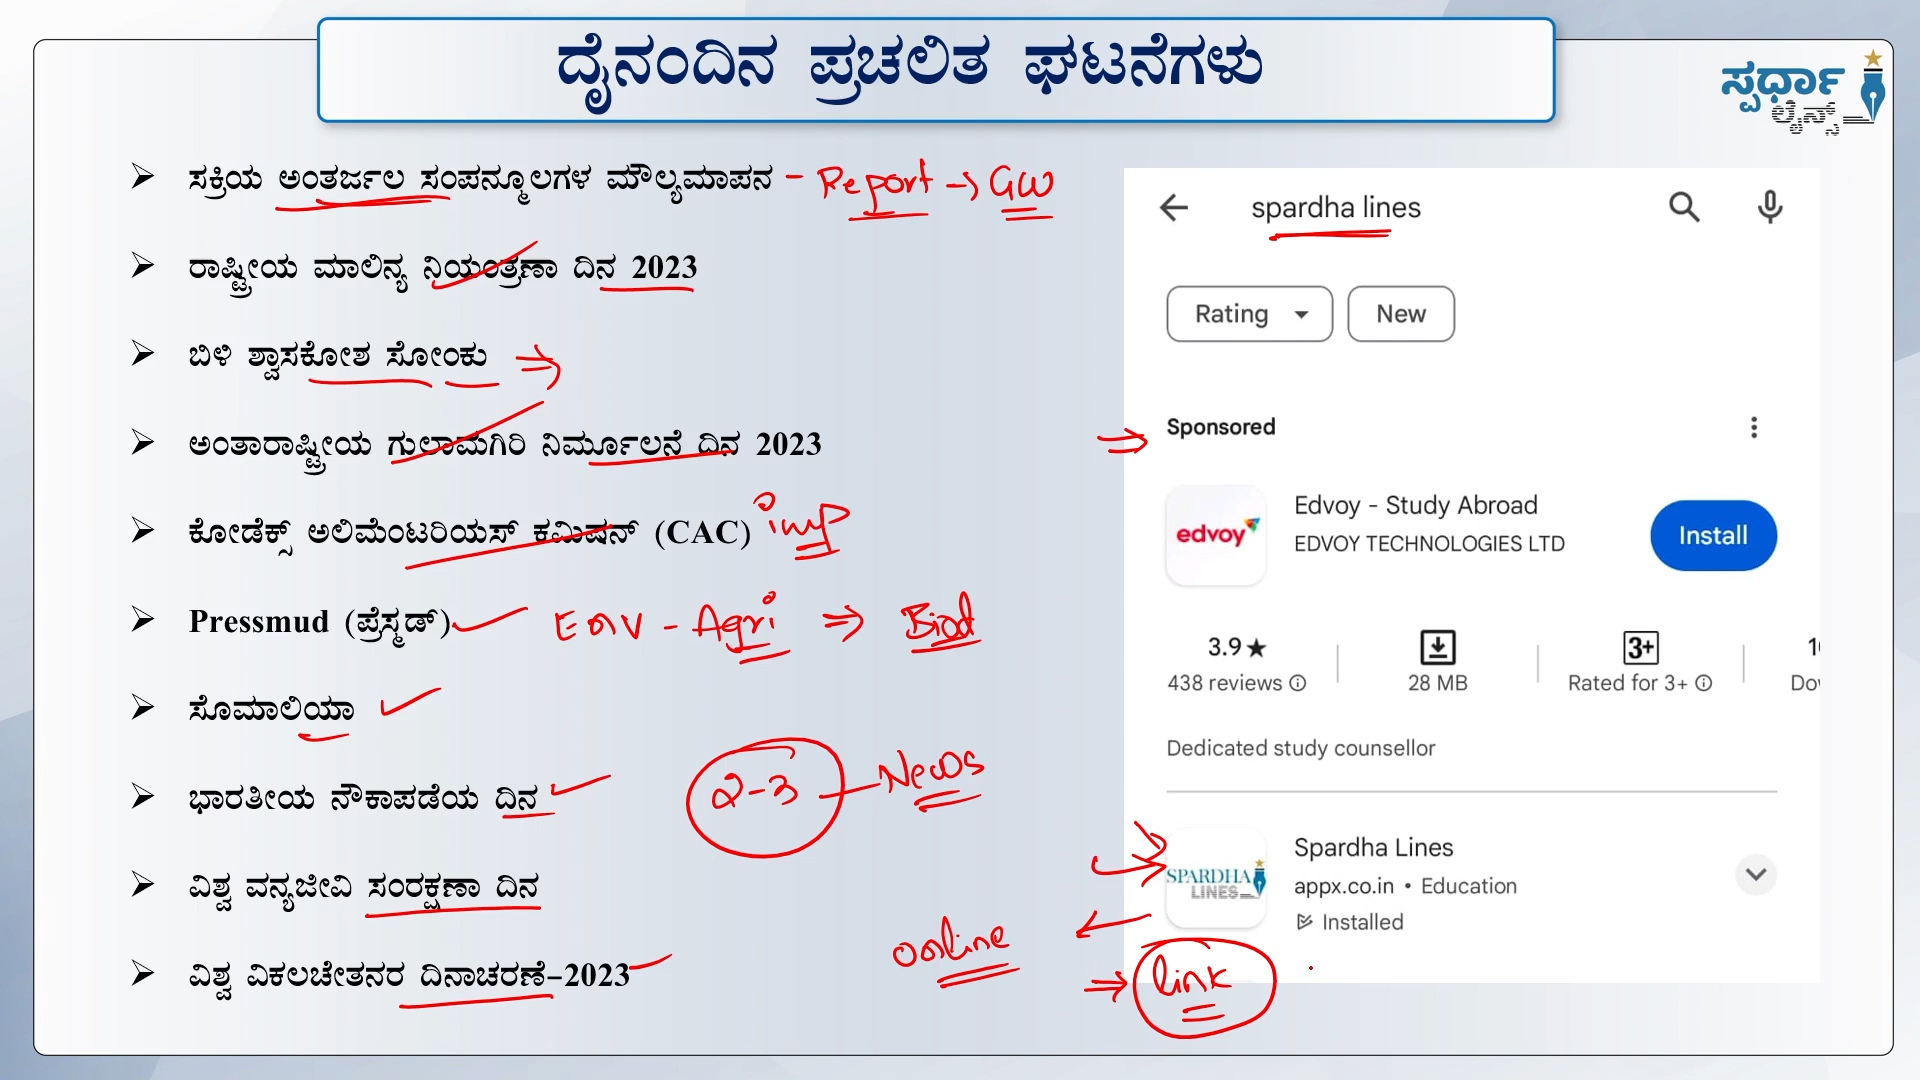 ದೈನಂದಿನ ಪ್ರಚಲಿತ ಘಟನೆಗಳು
ಸ್ಪರ್ಧಾ
ಲೈನ್ಸ್
ಸಕ್ರಿಯ ಅಂತರ್ಜಲ ಸಂಪನ್ಮೂಲಗಳ ಮೌಲ್ಯಮಾಪನ - Report → GW
ರಾಷ್ಟ್ರೀಯ ಮಾಲಿನ್ಯ ನಿಯಂತ್ರಣಾ ದಿನ 2023
ಬಿಳಿ ಶ್ವಾಸಕೋಶ ಸೋಂಕು
ಅಂತಾರಾಷ್ಟ್ರೀಯ ಗುಲಾಮಗಿರಿ ನಿರ್ಮೂಲನೆ ದಿನ 2023
ಕೋಡೆಕ್ಸ್ ಅಲಿಮೆಂಟರಿಯಸ್ ಕಮಿಷನ್ (CAC) imp
Pressmud (ಪ್ರೆಸ್ಮಡ್) Env - Agri ⇒
ಸೊಮಾಲಿಯಾ
ಭಾರತೀಯ ನೌಕಾಪಡೆಯ ದಿನ
2-3 News
ವಿಶ್ವ ವನ್ಯಜೀವಿ ಸಂರಕ್ಷಣಾ ದಿನ
ವಿಶ್ವ ವಿಕಲಚೇತನರ ದಿನಾಚರಣೆ-2023
online
link
spardha lines
Rating New
Sponsored
edvoy
Edvoy - Study Abroad
EDVOY TECHNOLOGIES LTD
Install
3.9★ 3+
438 reviews 28 MB Rated for 3+
Dedicated study counsellor
SPARDHA
LINES
Spardha Lines
appx.co.in • Education
Installed